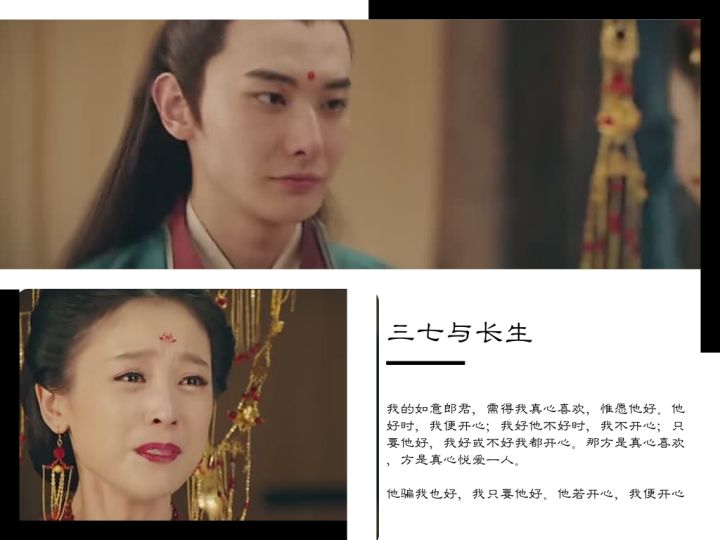 三七与长生
我的如意郎君，需得我真心喜欢，惟愿他好。他
好时，我便开心；我好他不好时，我不开心；只
要他好，我好或不好我都开心。那方是真心喜欢
，方是真心悦爱一人。
他骗我也好，我只要他好。他若开心，我便开心